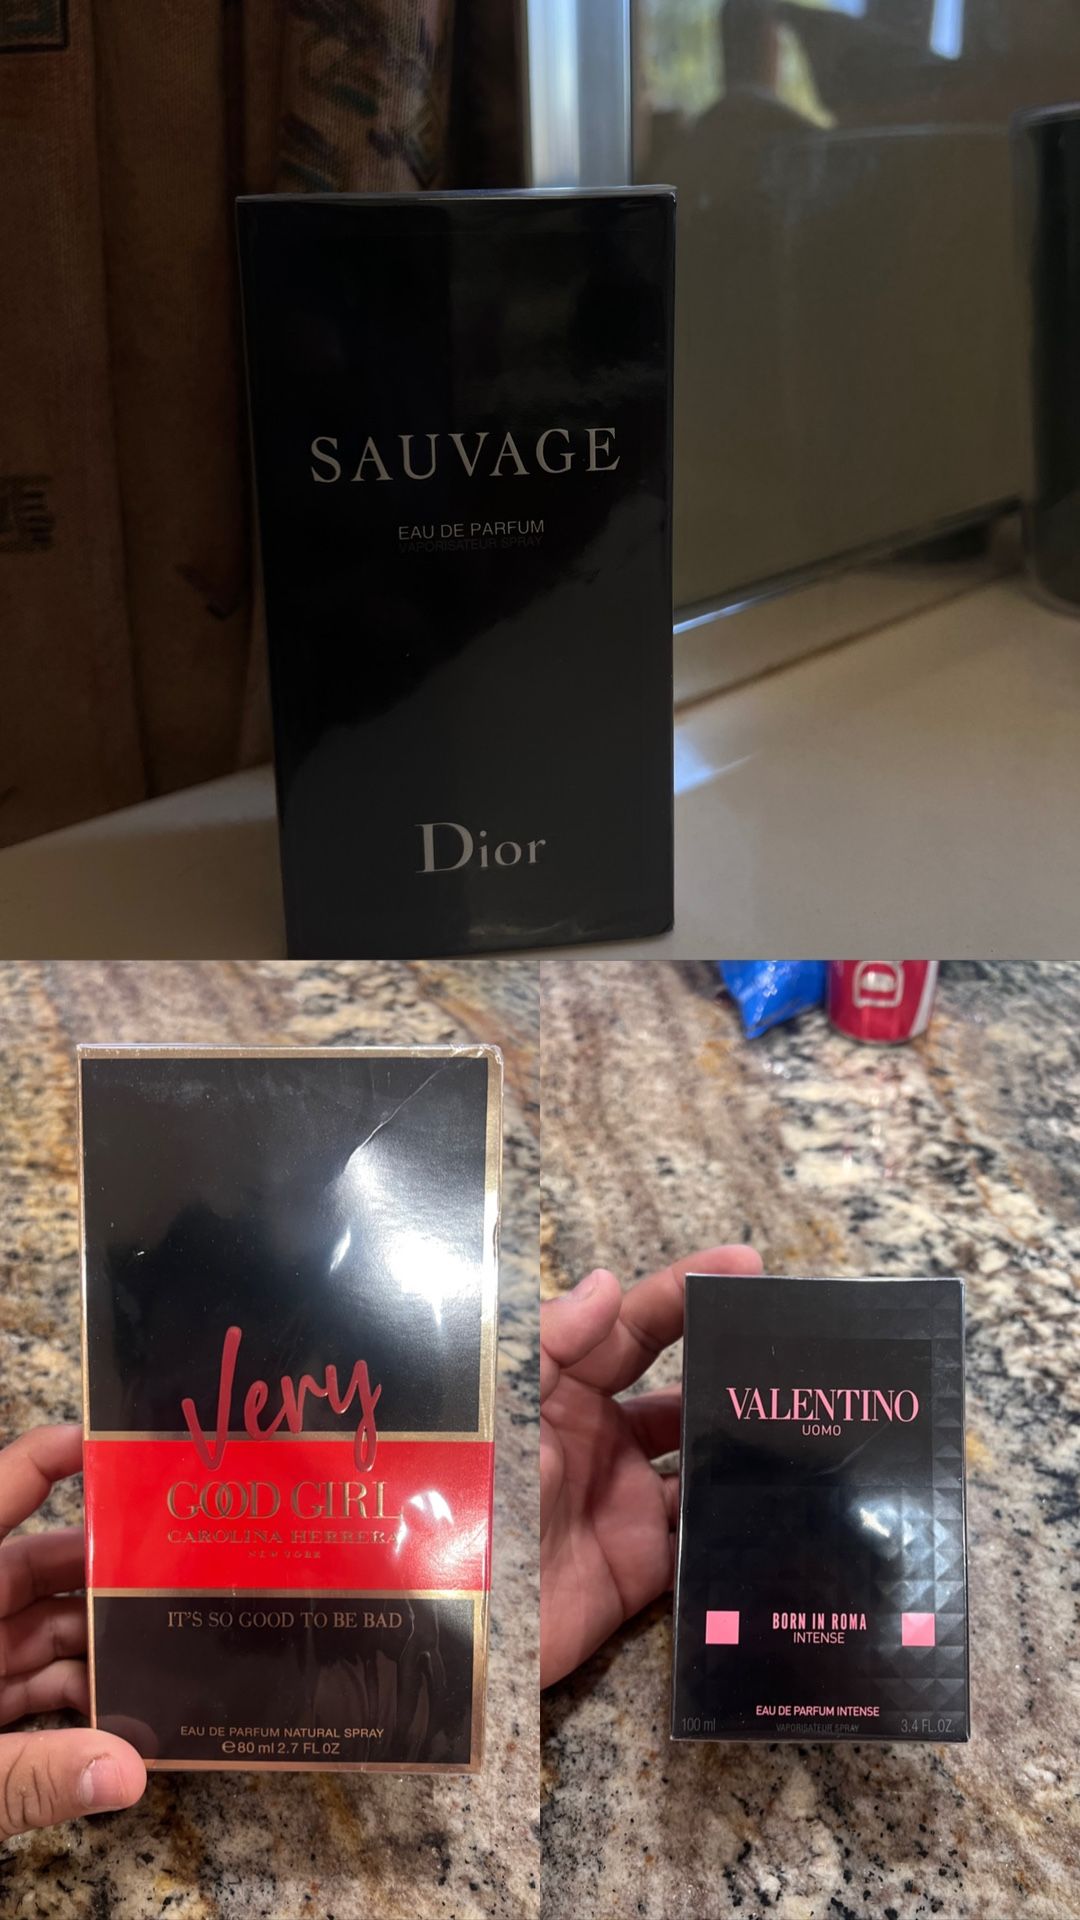 SAUVAGE
EAU DE PARFUM
VAPORISATEUR SPRAY
Dior
Very
GOOD GIRL
CAROLINA HERRERA
NEW YORK
IT'S SO GOOD TO BE BAD
EAU DE PARFUM NATURAL SPRAY
℮80 ml 2.7 FL OZ
VALENTINO
UOMO
BORN IN ROMA
INTENSE
EAU DE PARFUM INTENSE
100 ml VAPORISATEUR SPRAY 3.4 FL.OZ.